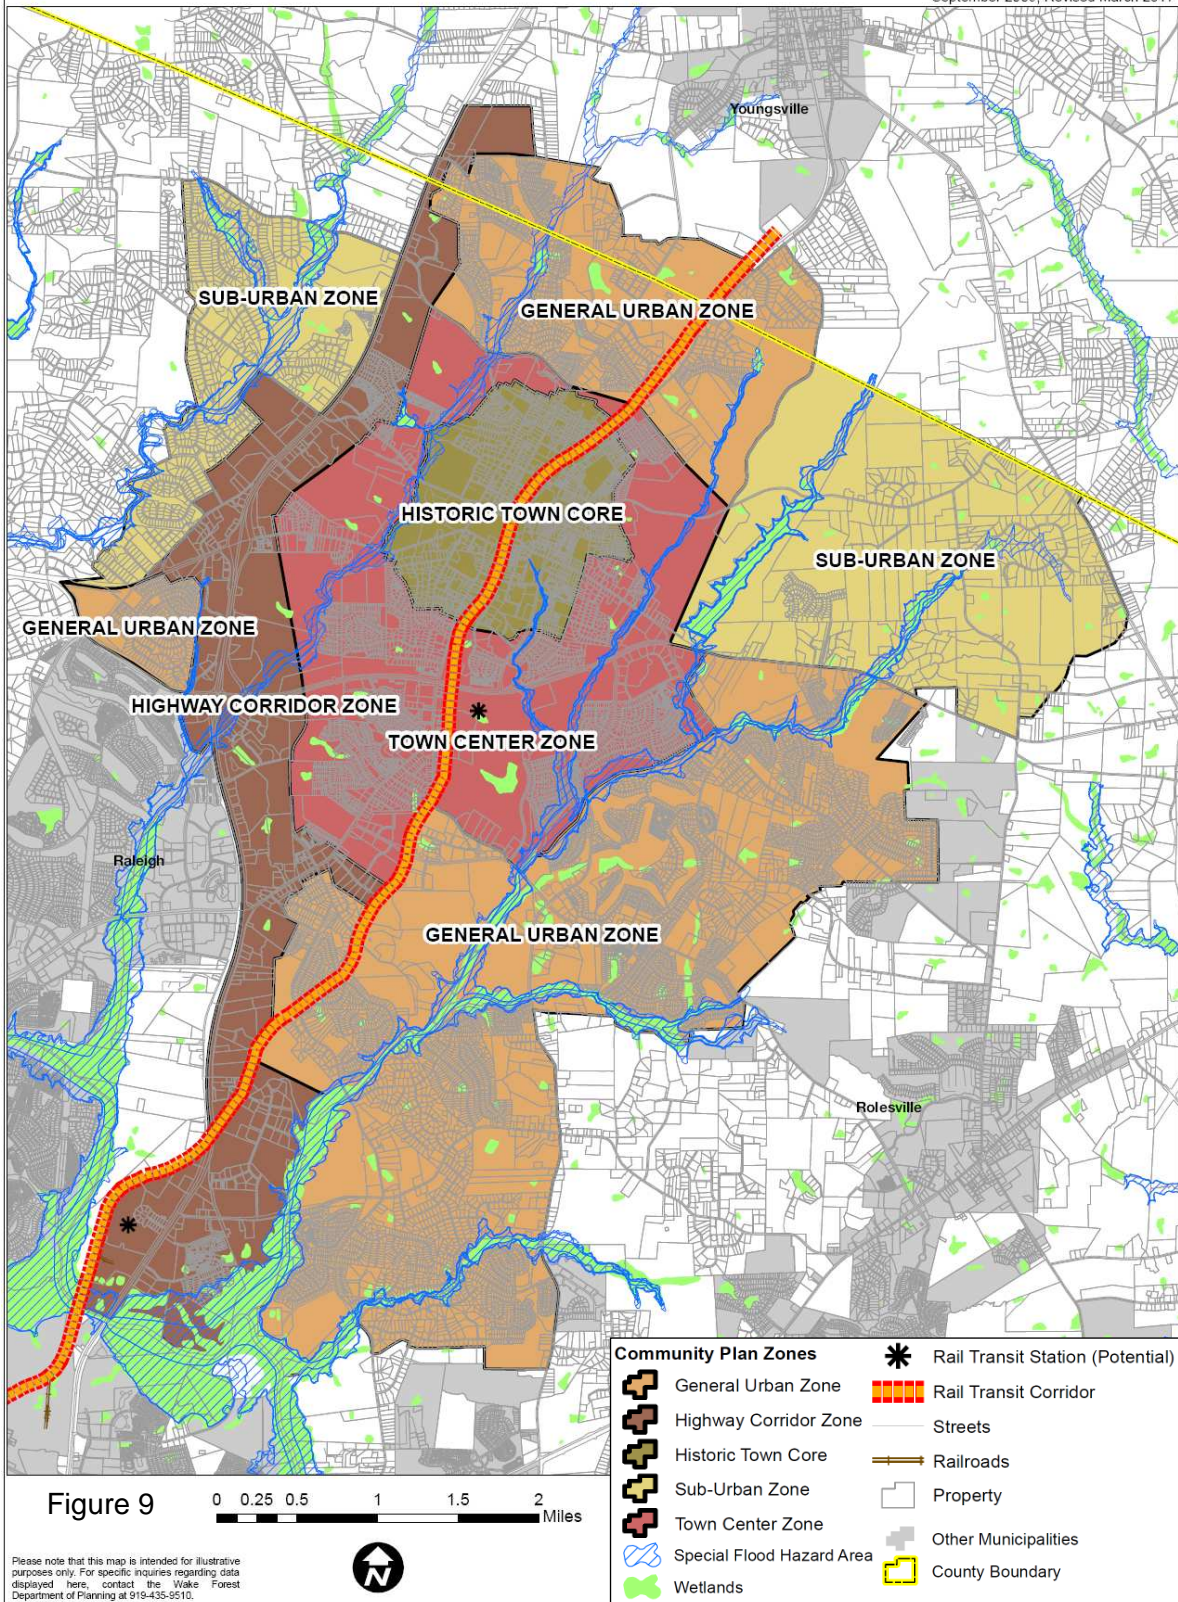 Youngsville
SUB-URBAN ZONE
GENERAL URBAN ZONE
HISTORIC TOWN CORE
SUB-URBAN ZONE
GENERAL URBAN ZONE
HIGHWAY CORRIDOR ZONE
TOWN CENTER ZONE
Raleigh
GENERAL URBAN ZONE
Rolesville
Community Plan Zones
General Urban Zone
Highway Corridor Zone
Historic Town Core
Sub-Urban Zone
Town Center Zone
Special Flood Hazard Area
Wetlands
Rail Transit Station (Potential)
Rail Transit Corridor
Streets
Railroads
Property
Other Municipalities
County Boundary
Figure 9
0 0.25 0.5 1 1.5 2
Miles
N
Please note that this map is intended for illustrative
purposes only. For specific inquiries regarding data
displayed here, contact the Wake Forest
Department of Planning at 919-435-9510.